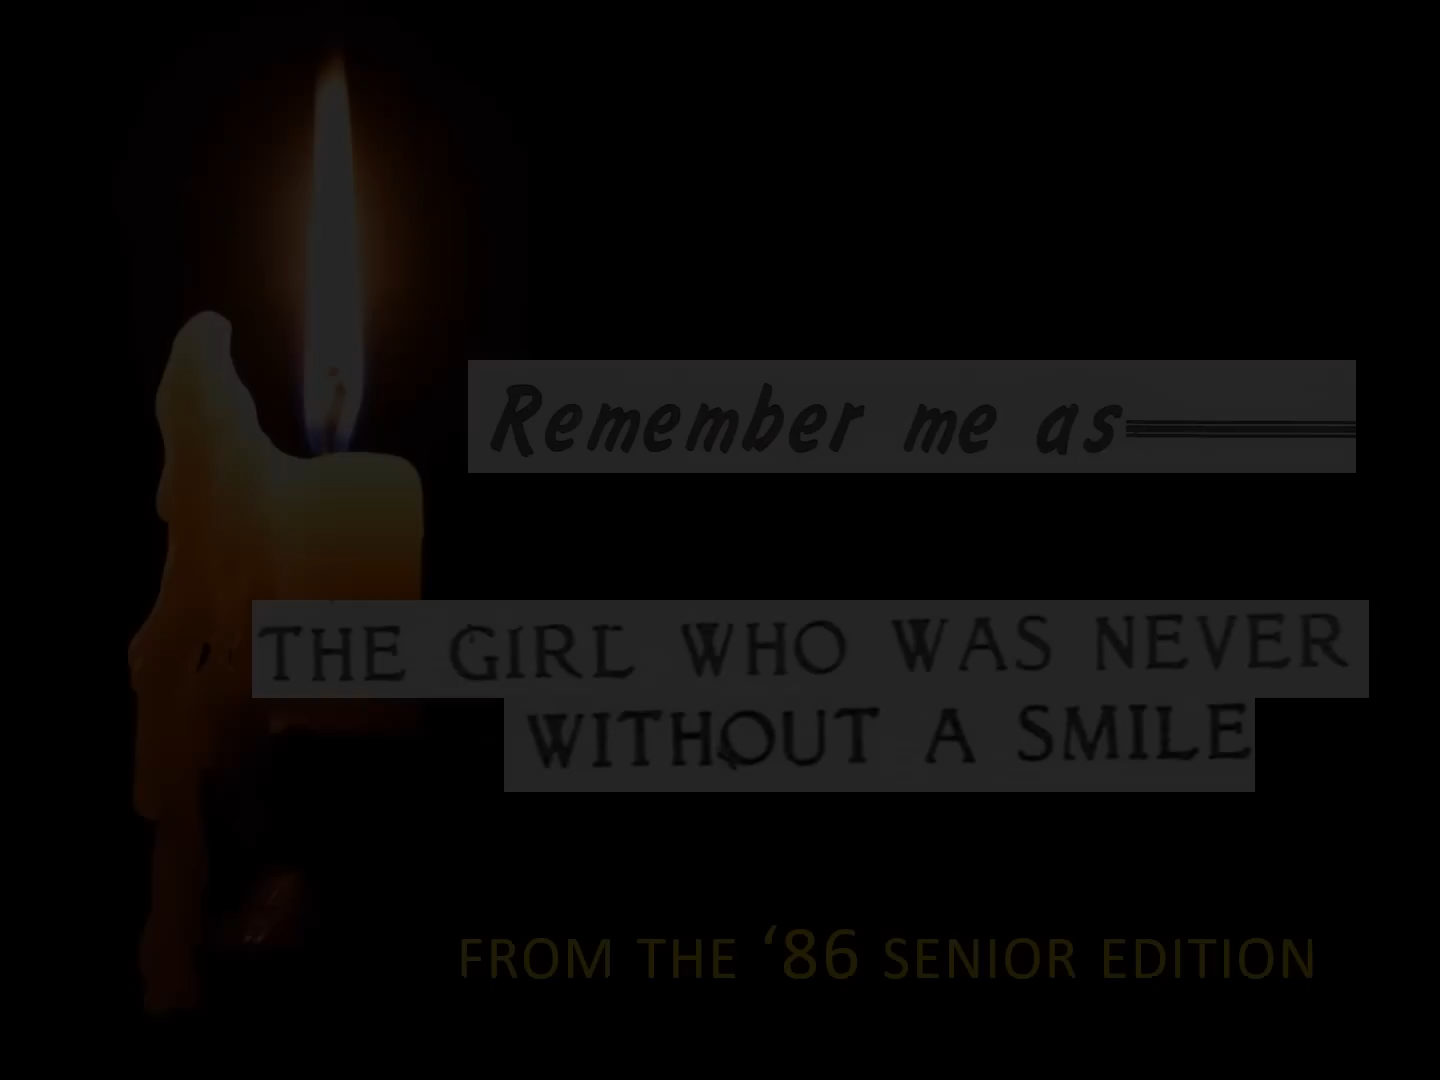 Remember me as
THE GIRL WHO WAS NEVER
WITHOUT A SMILE
FROM THE ‘86 SENIOR EDITION